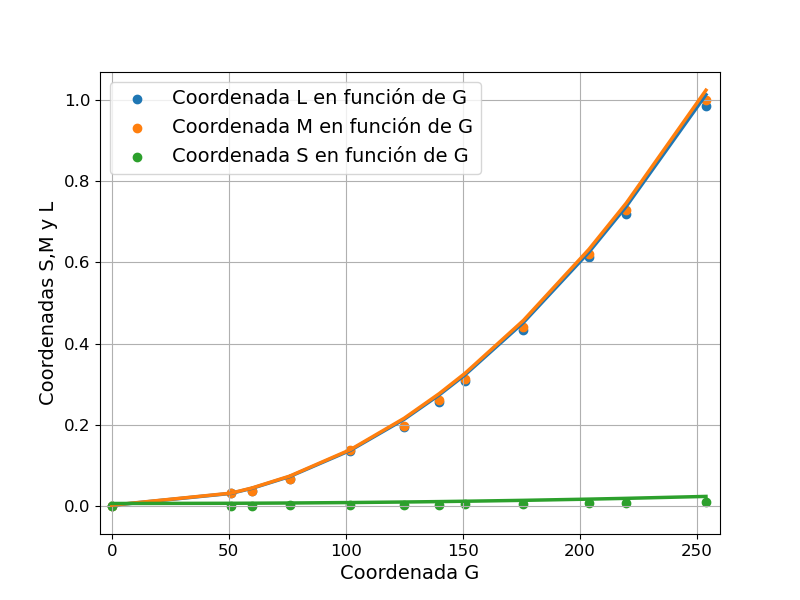 Coordenada L en función de G
Coordenada M en función de G
Coordenada S en función de G
Coordenadas S,M y L
1.0
0.8
0.6
0.4
0.2
0.0
0 50 100 150 200 250
Coordenada G